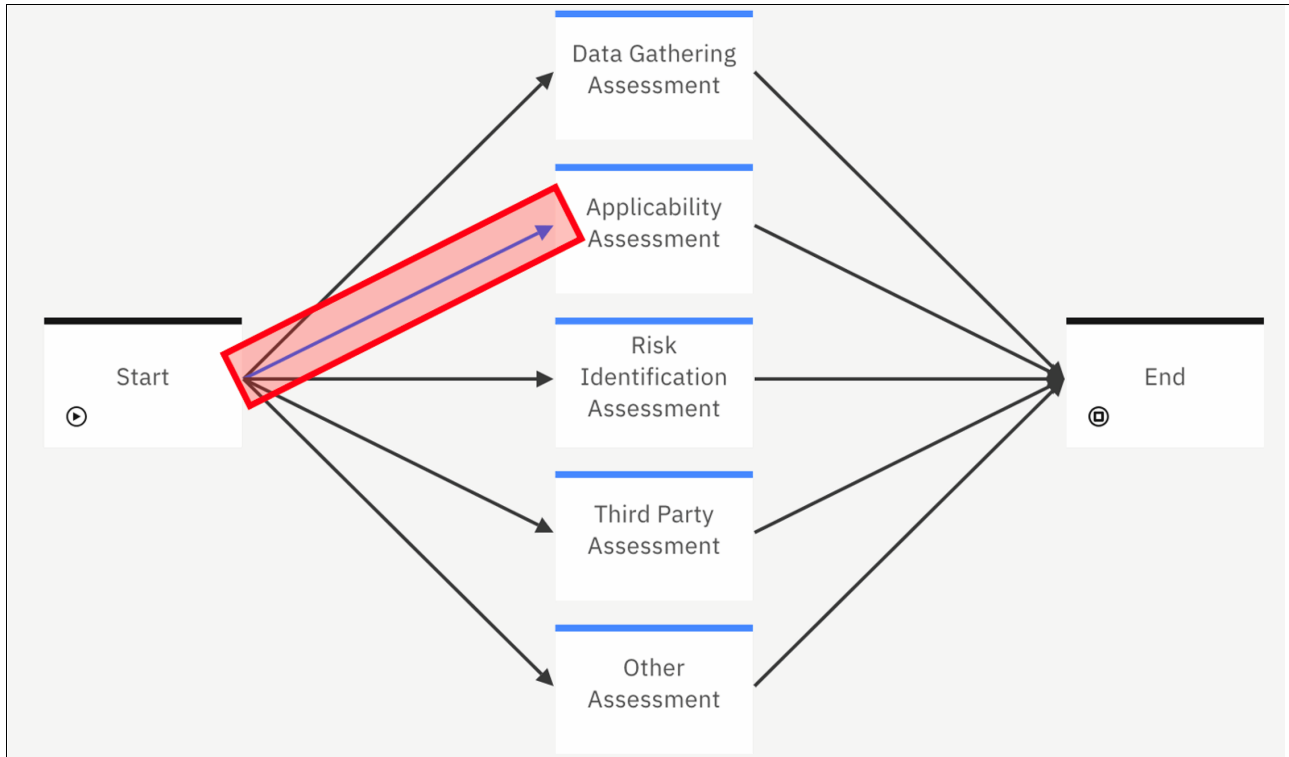 Data Gathering
Assessment
Applicability
Assessment
Start
Risk
Identification
Assessment
End
Third Party
Assessment
Other
Assessment